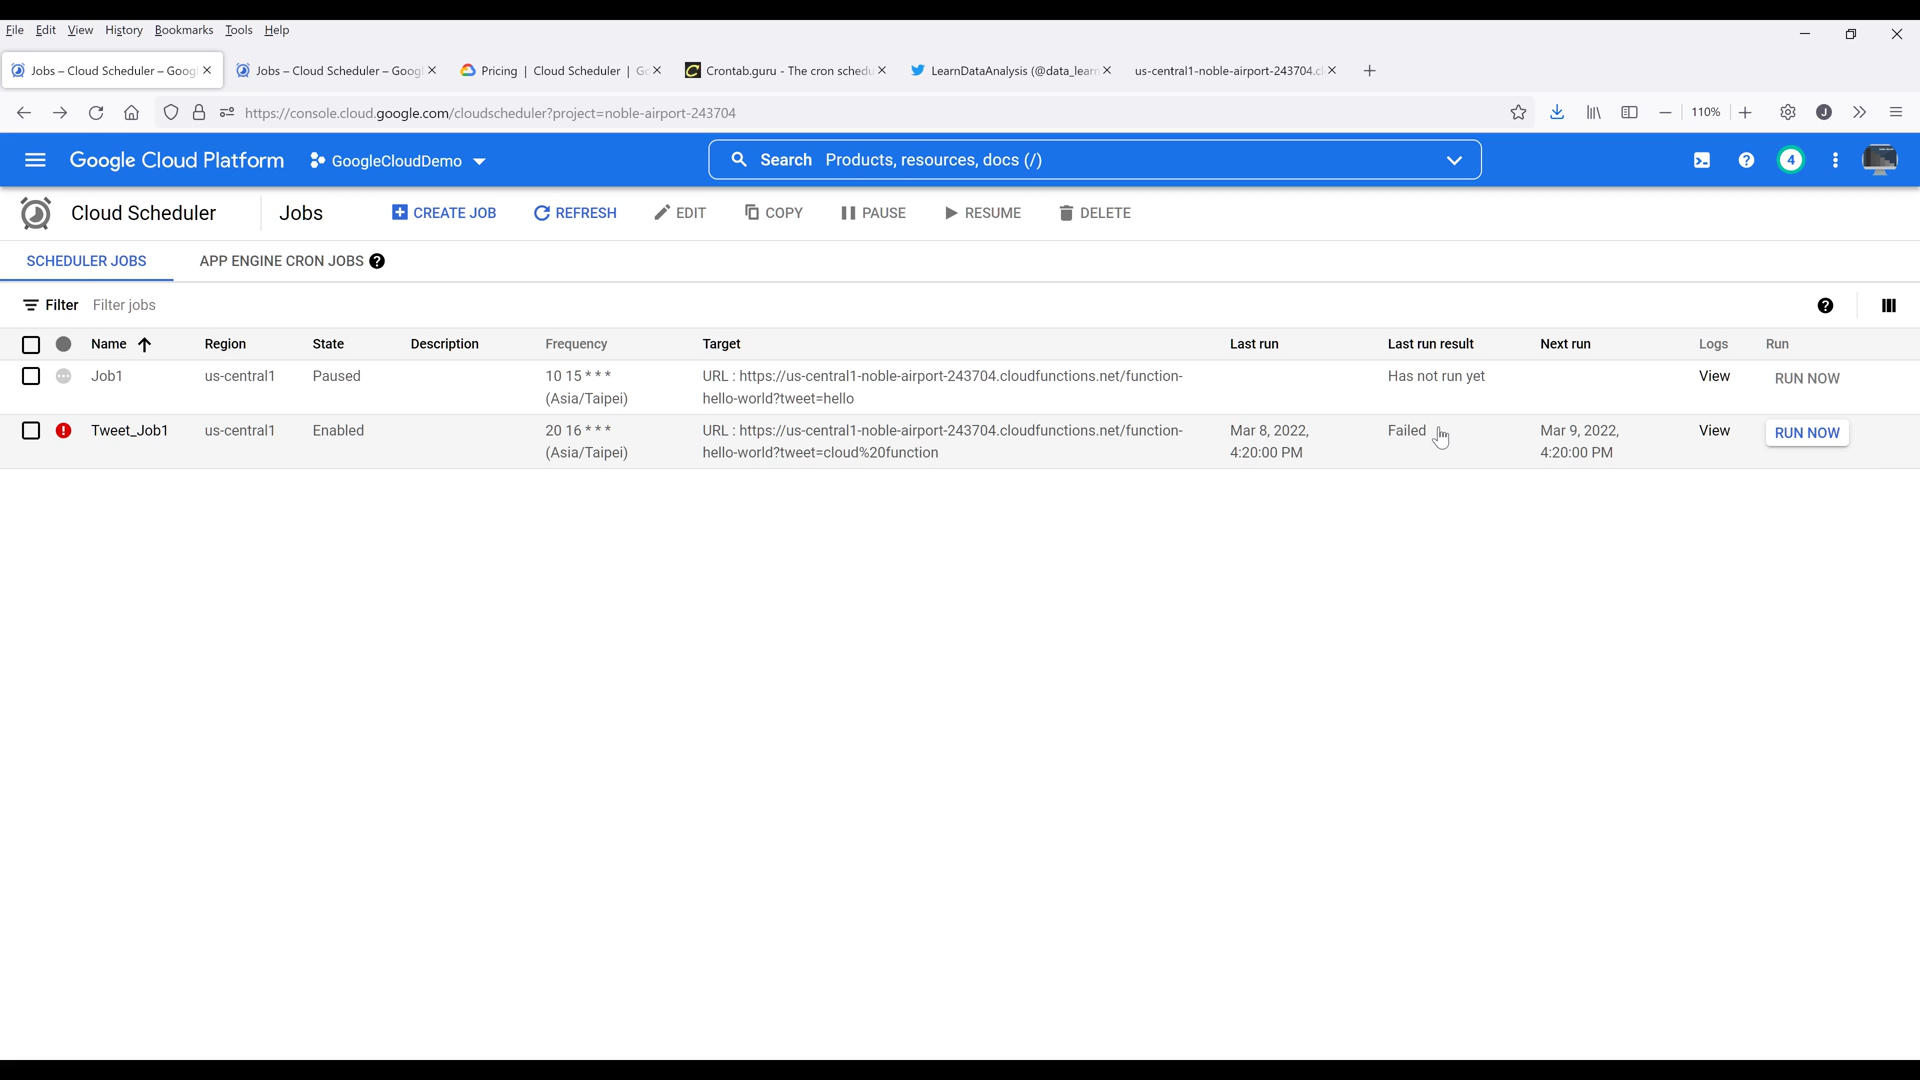 File Edit View History Bookmarks Tools Help
Jobs – Cloud Scheduler – Goog
Jobs – Cloud Scheduler – Googl
Pricing | Cloud Scheduler | Go
Crontab.guru - The cron schedu
LearnDataAnalysis (@data_learn
us-central1-noble-airport-243704.cl
https://console.cloud.google.com/cloudscheduler?project=noble-airport-243704
110%
J
Google Cloud Platform
GoogleCloudDemo
Search Products, resources, docs (/)
4
Cloud Scheduler
Jobs
CREATE JOB
REFRESH
EDIT
COPY
PAUSE
RESUME
DELETE
SCHEDULER JOBS
APP ENGINE CRON JOBS
Filter Filter jobs
Name Region State Description Frequency Target Last run Last run result Next run Logs Run
Job1 us-central1 Paused 10 15 * * * URL : https://us-central1-noble-airport-243704.cloudfunctions.net/function- Has not run yet View RUN NOW
(Asia/Taipei) hello-world?tweet=hello
Tweet_Job1 us-central1 Enabled 20 16 * * * URL : https://us-central1-noble-airport-243704.cloudfunctions.net/function- Mar 8, 2022, Failed Mar 9, 2022, View RUN NOW
(Asia/Taipei) hello-world?tweet=cloud%20function 4:20:00 PM 4:20:00 PM